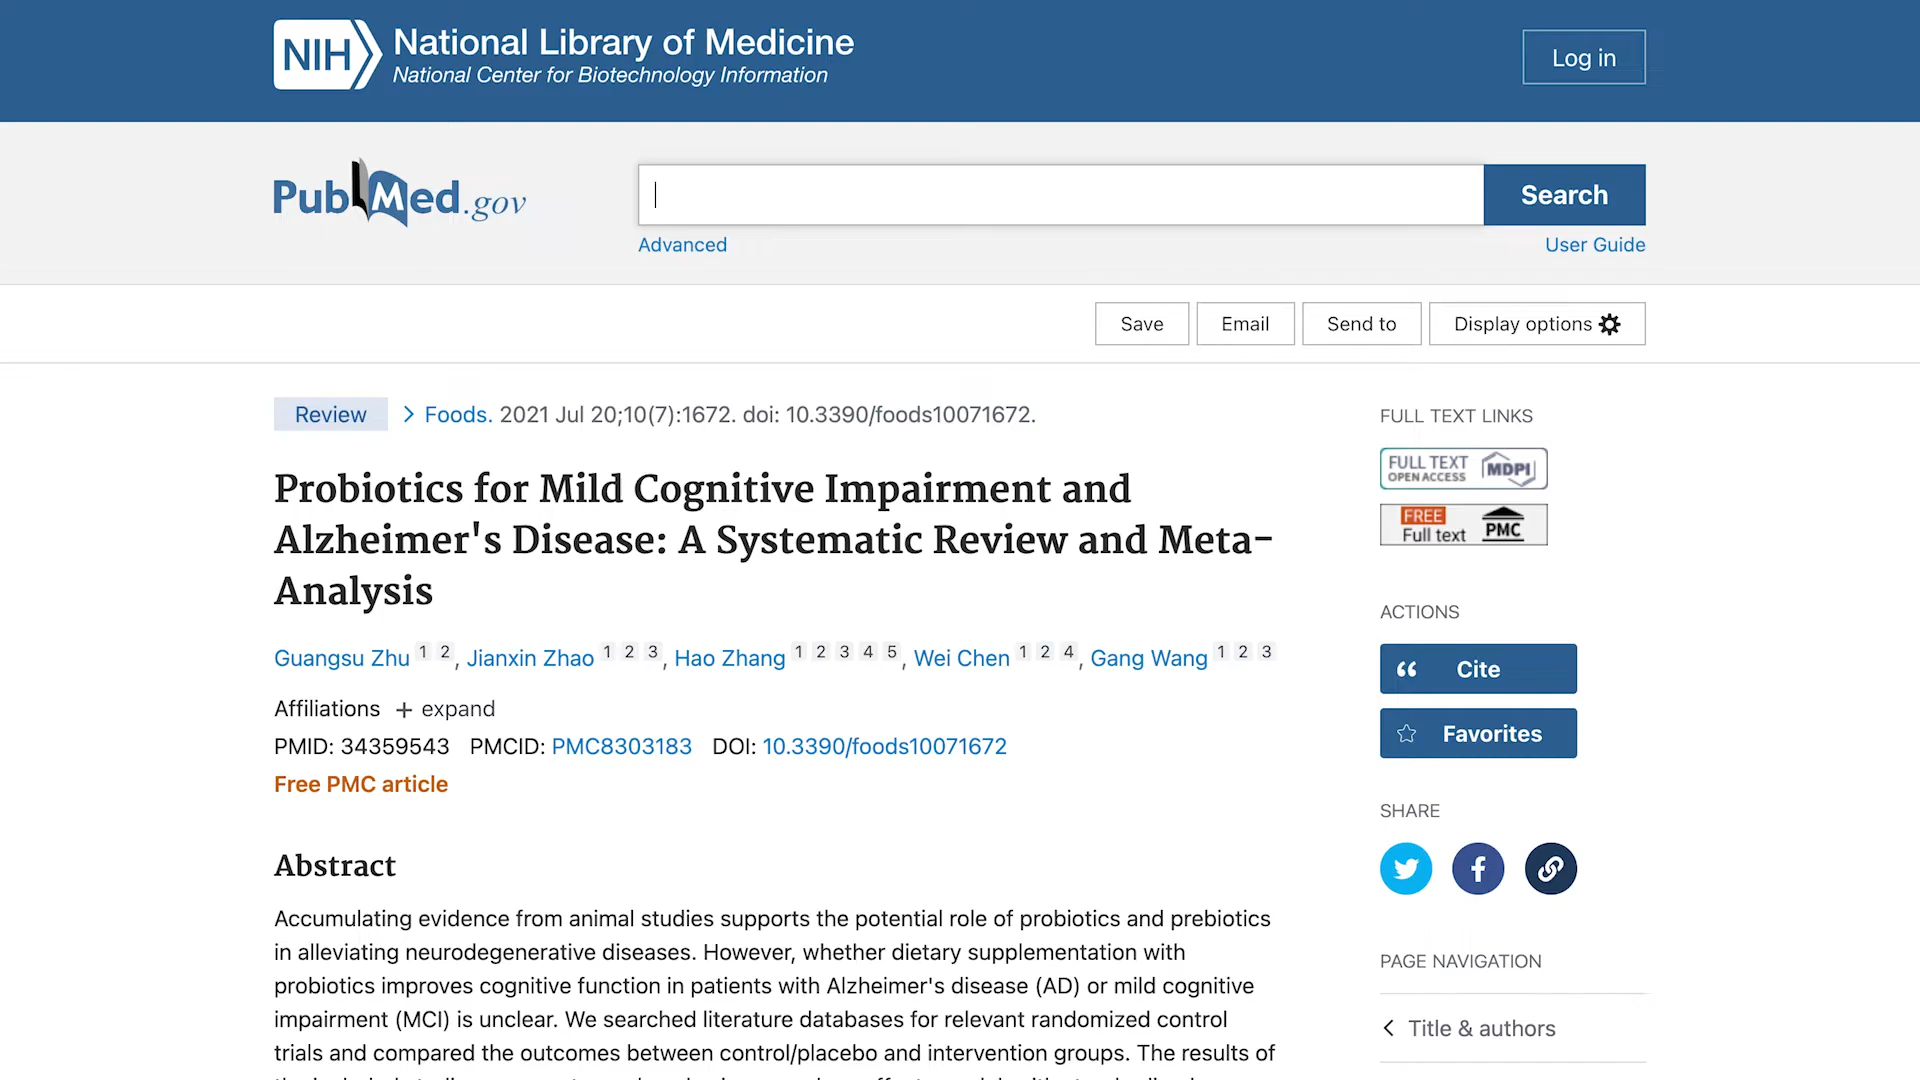 NIH National Library of Medicine
National Center for Biotechnology Information
Log in
PubMed.gov
Search
Advanced
User Guide
Save
Email
Send to
Display options
Review
Foods. 2021 Jul 20;10(7):1672. doi: 10.3390/foods10071672.
Probiotics for Mild Cognitive Impairment and
Alzheimer's Disease: A Systematic Review and Meta-
Analysis
Guangsu Zhu 1 2, Jianxin Zhao 1 2 3, Hao Zhang 1 2 3 4 5, Wei Chen 1 2 4, Gang Wang 1 2 3
Affiliations + expand
PMID: 34359543 PMCID: PMC8303183 DOI: 10.3390/foods10071672
Free PMC article
Abstract
Accumulating evidence from animal studies supports the potential role of probiotics and prebiotics
in alleviating neurodegenerative diseases. However, whether dietary supplementation with
probiotics improves cognitive function in patients with Alzheimer's disease (AD) or mild cognitive
impairment (MCI) is unclear. We searched literature databases for relevant randomized control
trials and compared the outcomes between control/placebo and intervention groups. The results of
FULL TEXT LINKS
FULL TEXT
OPEN ACCESS
MDPI
FREE
Full text
PMC
ACTIONS
Cite
Favorites
SHARE
PAGE NAVIGATION
Title & authors